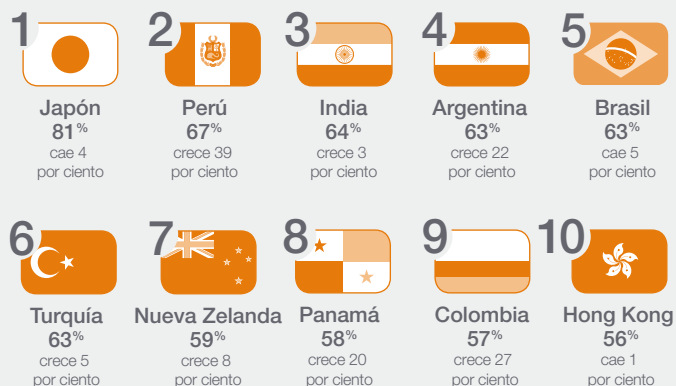 1 2 3 4 5
Japón Perú India Argentina Brasil
81% 67% 64% 63% 63%
cae 4 crece 39 crece 3 crece 22 cae 5
por ciento por ciento por ciento por ciento por ciento
6 7 8 9 10
Turquía Nueva Zelanda Panamá Colombia Hong Kong
63% 59% 58% 57% 56%
crece 5 crece 8 crece 20 crece 27 cae 1
por ciento por ciento por ciento por ciento por ciento